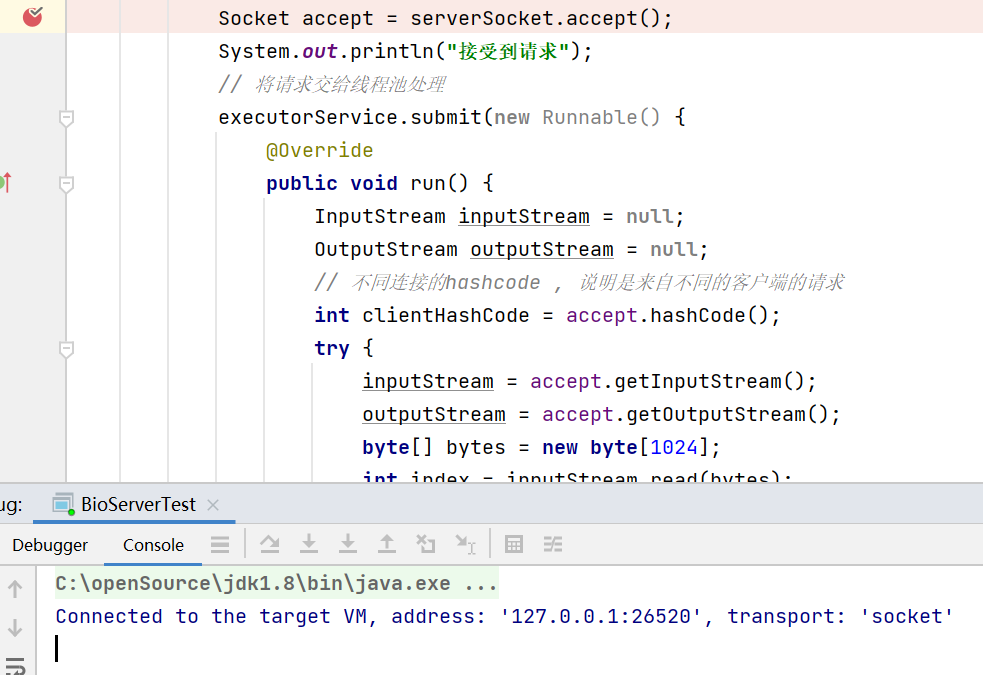 Socket accept = serverSocket.accept();
System.out.println("接受到请求");
// 将请求交给线程池处理
executorService.submit(new Runnable() {
@Override
public void run() {
InputStream inputStream = null;
OutputStream outputStream = null;
// 不同连接的hashcode , 说明是来自不同的客户端的请求
int clientHashCode = accept.hashCode();
try {
inputStream = accept.getInputStream();
outputStream = accept.getOutputStream();
byte[] bytes = new byte[1024];
int index = inputStream.read(bytes);
ug: BioServerTest
Debugger Console
C:\openSource\jdk1.8\bin\java.exe ...
Connected to the target VM, address: '127.0.0.1:26520', transport: 'socket'